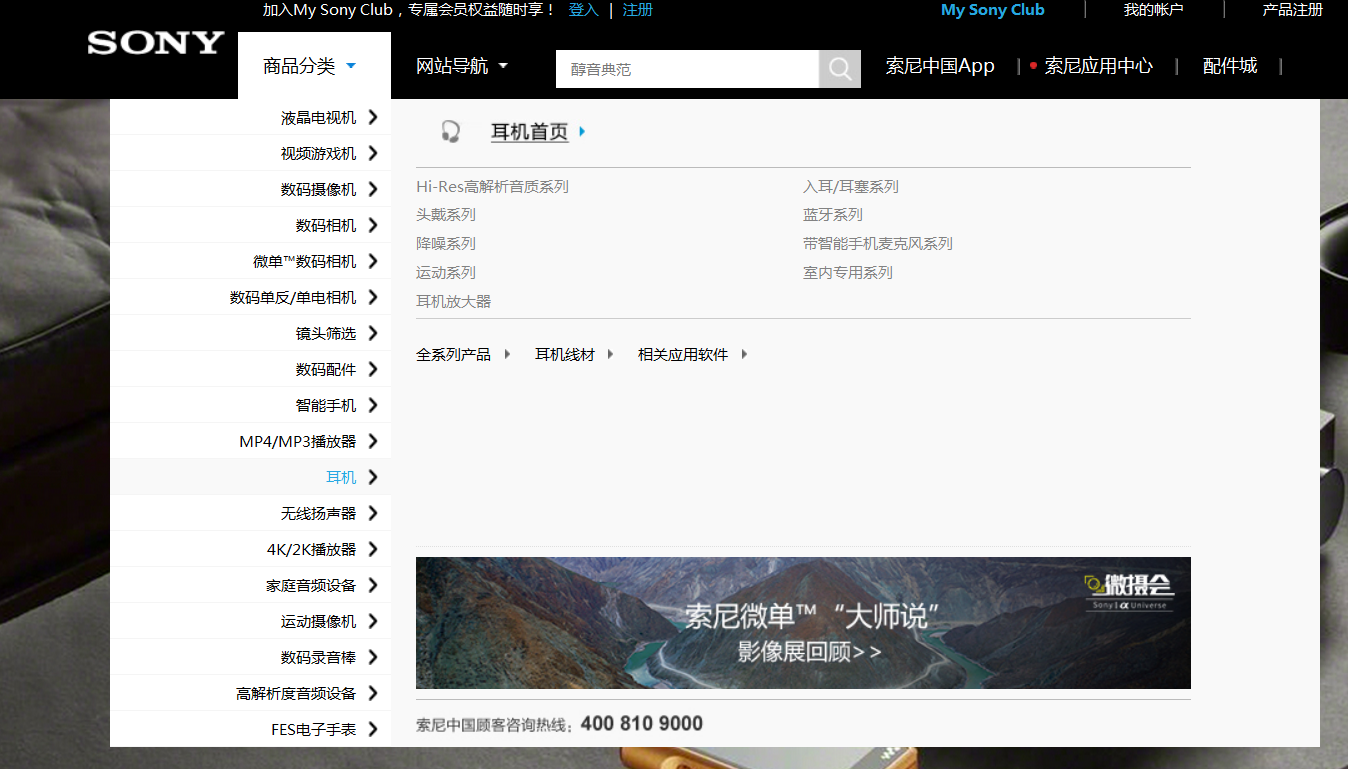 加入My Sony Club，专属会员权益随时享！ 登入 | 注册
My Sony Club | 我的帐户 | 产品注册
SONY
商品分类
网站导航
醇音典范
索尼中国App | 索尼应用中心 | 配件城 |
液晶电视机
视频游戏机
数码摄像机
数码相机
微单™数码相机
数码单反/单电相机
镜头筛选
数码配件
智能手机
MP4/MP3播放器
耳机
无线扬声器
4K/2K播放器
家庭音频设备
运动摄像机
数码录音棒
高解析度音频设备
FES电子手表
耳机首页
Hi-Res高解析音质系列
入耳/耳塞系列
头戴系列
蓝牙系列
降噪系列
带智能手机麦克风系列
运动系列
室内专用系列
耳机放大器
全系列产品
耳机线材
相关应用软件
微摄会
Sony | α Universe
索尼微单™“大师说”
影像展回顾>>
索尼中国顾客咨询热线：400 810 9000